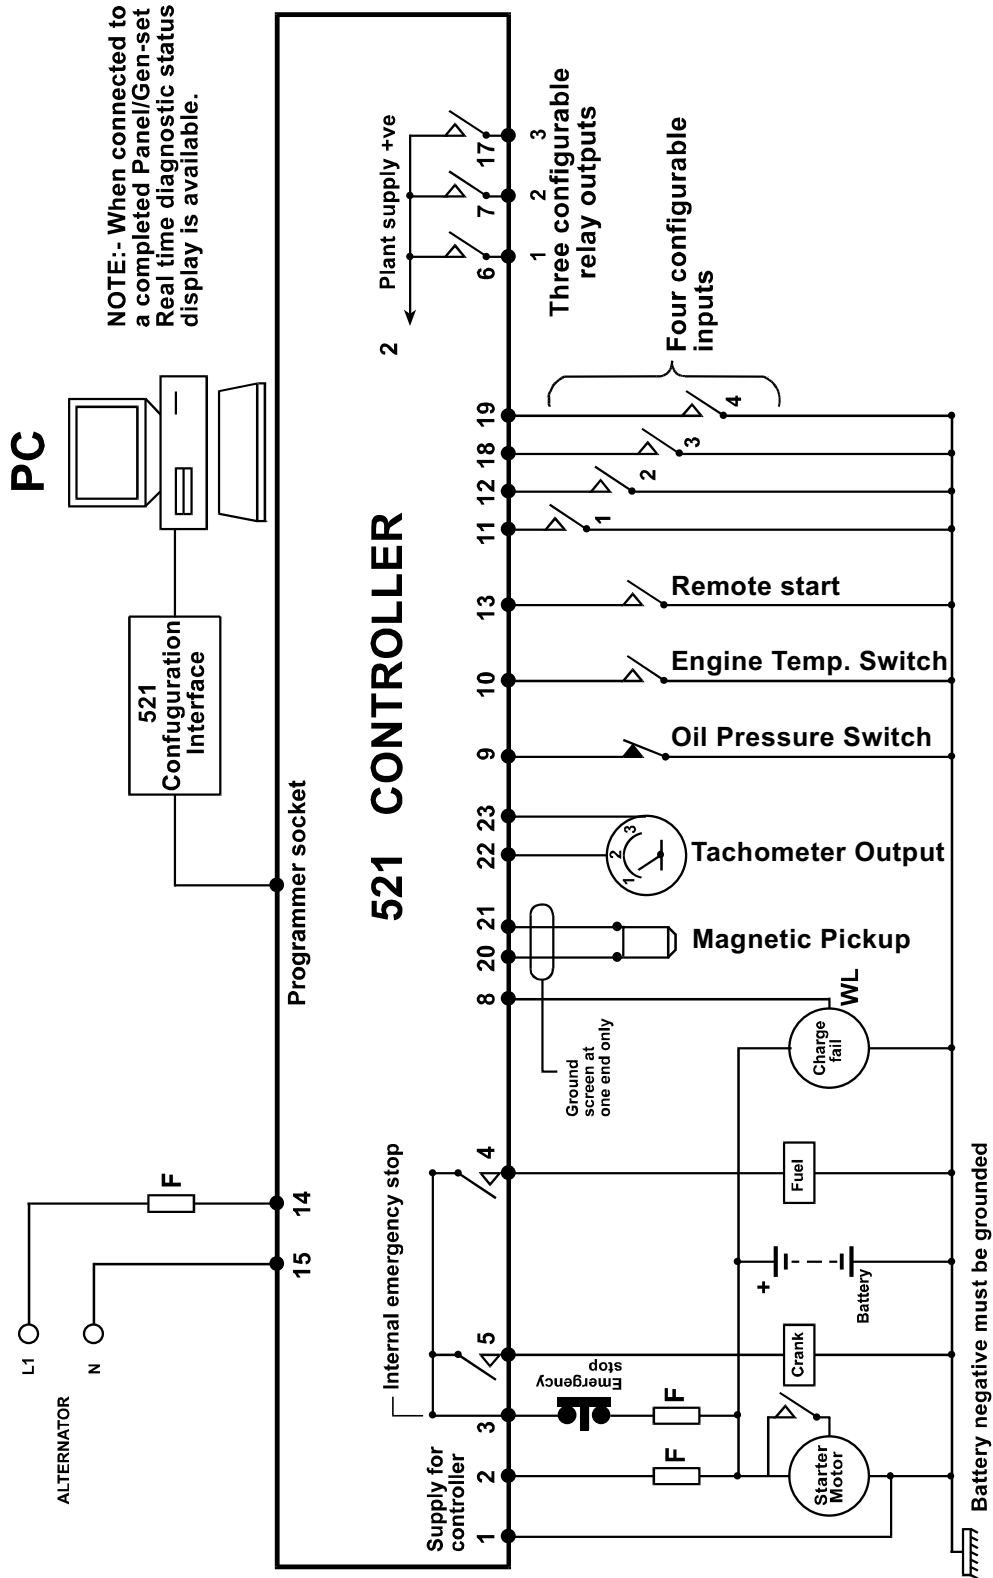 ALTERNATOR
L1
N
F
PC
521
Confuguration
Interface
NOTE:- When connected to
a completed Panel/Gen-set
Real time diagnostic status
display is available.
15
14
Programmer socket
521 CONTROLLER
Internal emergency stop
Plant supply +ve
2
Supply for
controller
1
2
3
5
4
8
20
21
22
23
9
10
13
11
12
18
19
6
7
17
1
2
3
Three configurable
relay outputs
Emergency
stop
F
F
Ground
screen at
one end only
1
2
3
1
2
3
4
Four configurable
inputs
Starter
Motor
Crank
+
Battery
Fuel
Charge
fail
WL
Magnetic Pickup
Tachometer Output
Oil Pressure Switch
Engine Temp. Switch
Remote start
Battery negative must be grounded